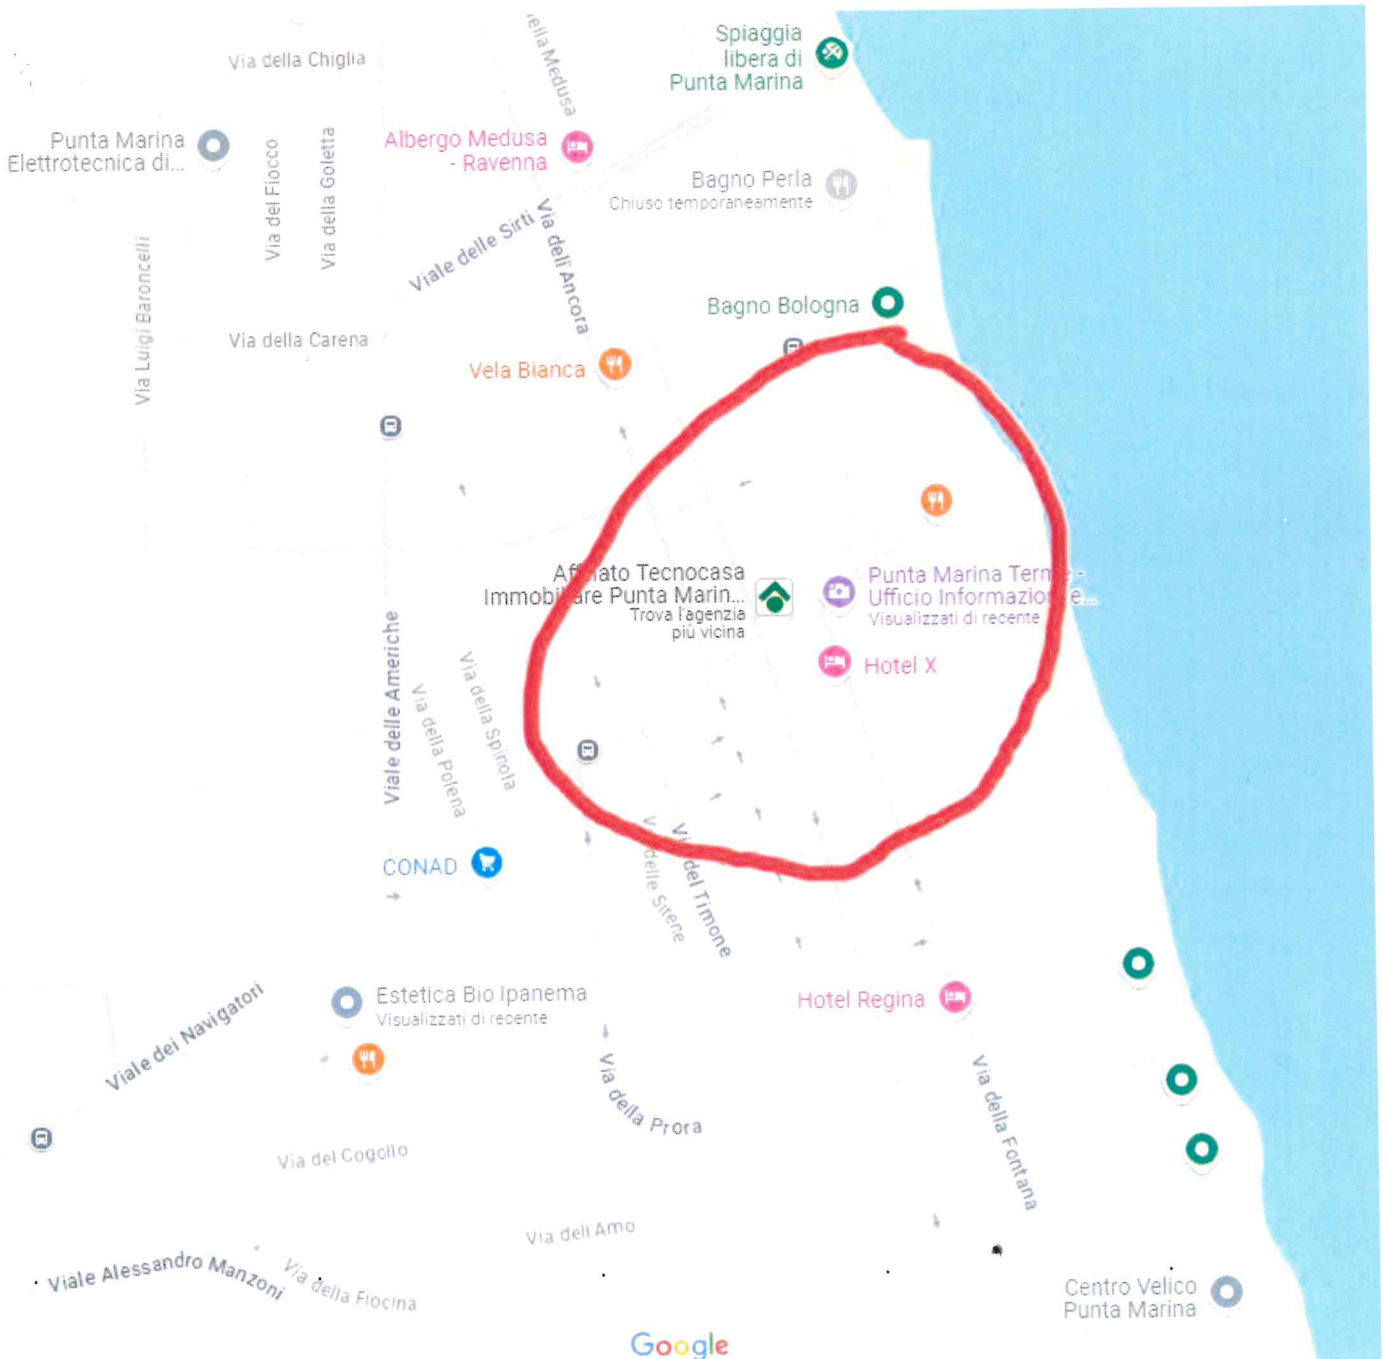 Spiaggia
libera di
Punta Marina
Via della Chiglia
ella Medusa
Punta Marina
Elettrotecnica di...
Via del Fiocco
Via della Goletta
Albergo Medusa
- Ravenna
Bagno Perla
Chiuso temporaneamente
Viale delle Sirti
Via dell'Ancora
Via Luigi Baroncelli
Bagno Bologna
Via della Carena
Vela Bianca
Affiliato Tecnocasa
Immobiliare Punta Marin...
Trova l'agenzia
più vicina
Punta Marina Terme -
Ufficio Informazioni e...
Visualizzati di recente
Hotel X
Viale delle Americhe
Via della Polena
Via della Spinola
CONAD
Via delle Sirene
Via del Timone
Viale dei Navigatori
Estetica Bio Ipanema
Visualizzati di recente
Hotel Regina
Via della Prora
Via della Fontana
Via del Cogollo
Via dell'Amo
Viale Alessandro Manzoni
Via della Fiocina
Centro Velico
Punta Marina
Google